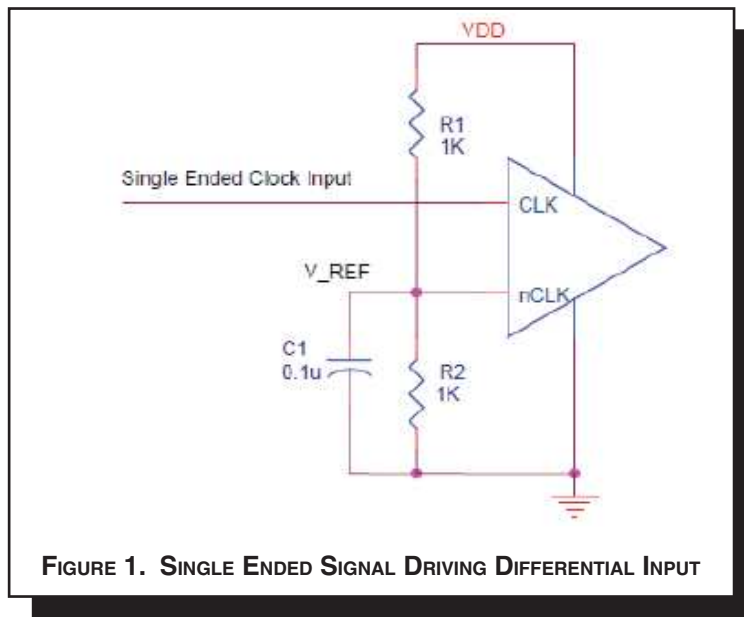 VDD
R1
1K
Single Ended Clock Input
CLK
V_REF
nCLK
C1
0.1u
R2
1K
FIGURE 1. SINGLE ENDED SIGNAL DRIVING DIFFERENTIAL INPUT